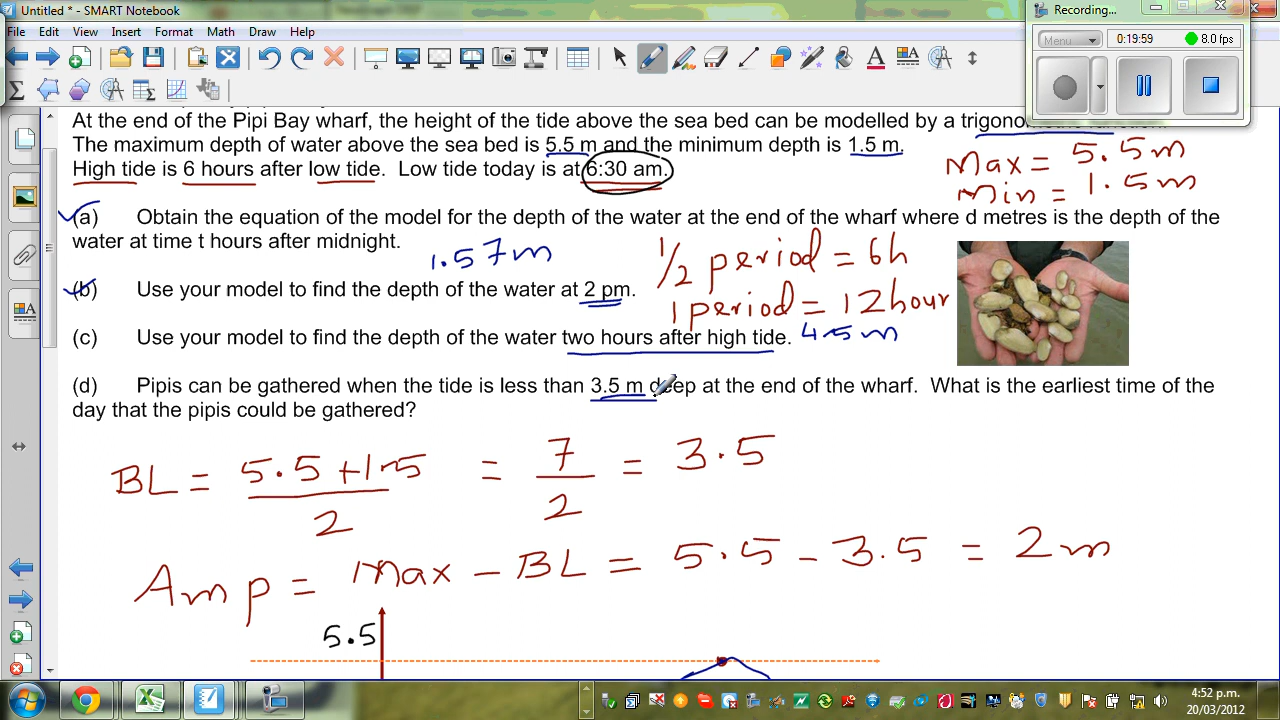 Untitled * - SMART Notebook
Recording...
File Edit View Insert Format Math Draw Help
Menu
0:19:59
8.0 fps
At the end of the Pipi Bay wharf, the height of the tide above the sea bed can be modelled by a trigonometric function.
The maximum depth of water above the sea bed is 5.5 m and the minimum depth is 1.5 m.
High tide is 6 hours after low tide. Low tide today is at 6:30 am.
Max = 5.5m
Min = 1.5m
(a) Obtain the equation of the model for the depth of the water at the end of the wharf where d metres is the depth of the
water at time t hours after midnight.
1.57m
1/2 period = 6h
(b) Use your model to find the depth of the water at 2 pm.
1 period = 12hour
(c) Use your model to find the depth of the water two hours after high tide.
4.5m
(d) Pipis can be gathered when the tide is less than 3.5 m deep at the end of the wharf. What is the earliest time of the
day that the pipis could be gathered?
BL = 5.5+1.5 / 2 = 7 / 2 = 3.5
Amp = Max - BL = 5.5 - 3.5 = 2m
5.5
4:52 p.m.
20/03/2012